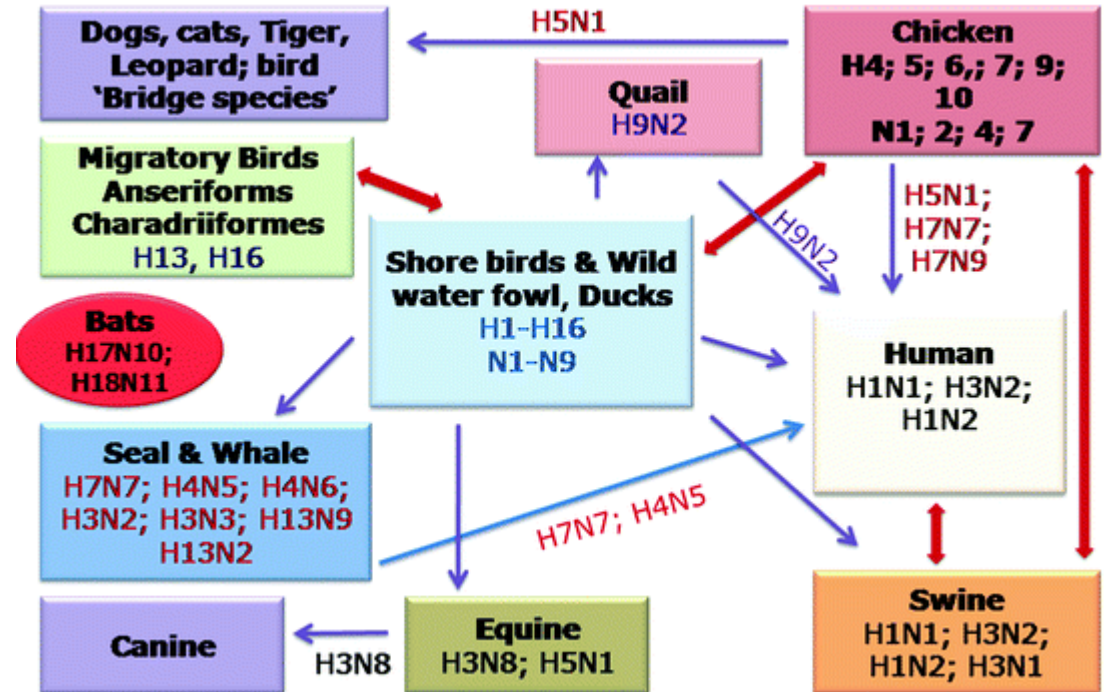 Dogs, cats, Tiger,
Leopard; bird
‘Bridge species’
H5N1
Chicken
H4; 5; 6,; 7; 9;
10
N1; 2; 4; 7
Quail
H9N2
Migratory Birds
Anseriforms
Charadriiformes
H13, H16
H9N2
H5N1;
H7N7;
H7N9
Shore birds & Wild
water fowl, Ducks
H1-H16
N1-N9
Bats
H17N10;
H18N11
Human
H1N1; H3N2;
H1N2
Seal & Whale
H7N7; H4N5; H4N6;
H3N2; H3N3; H13N9
H13N2
H7N7; H4N5
Canine
H3N8
Equine
H3N8; H5N1
Swine
H1N1; H3N2;
H1N2; H3N1